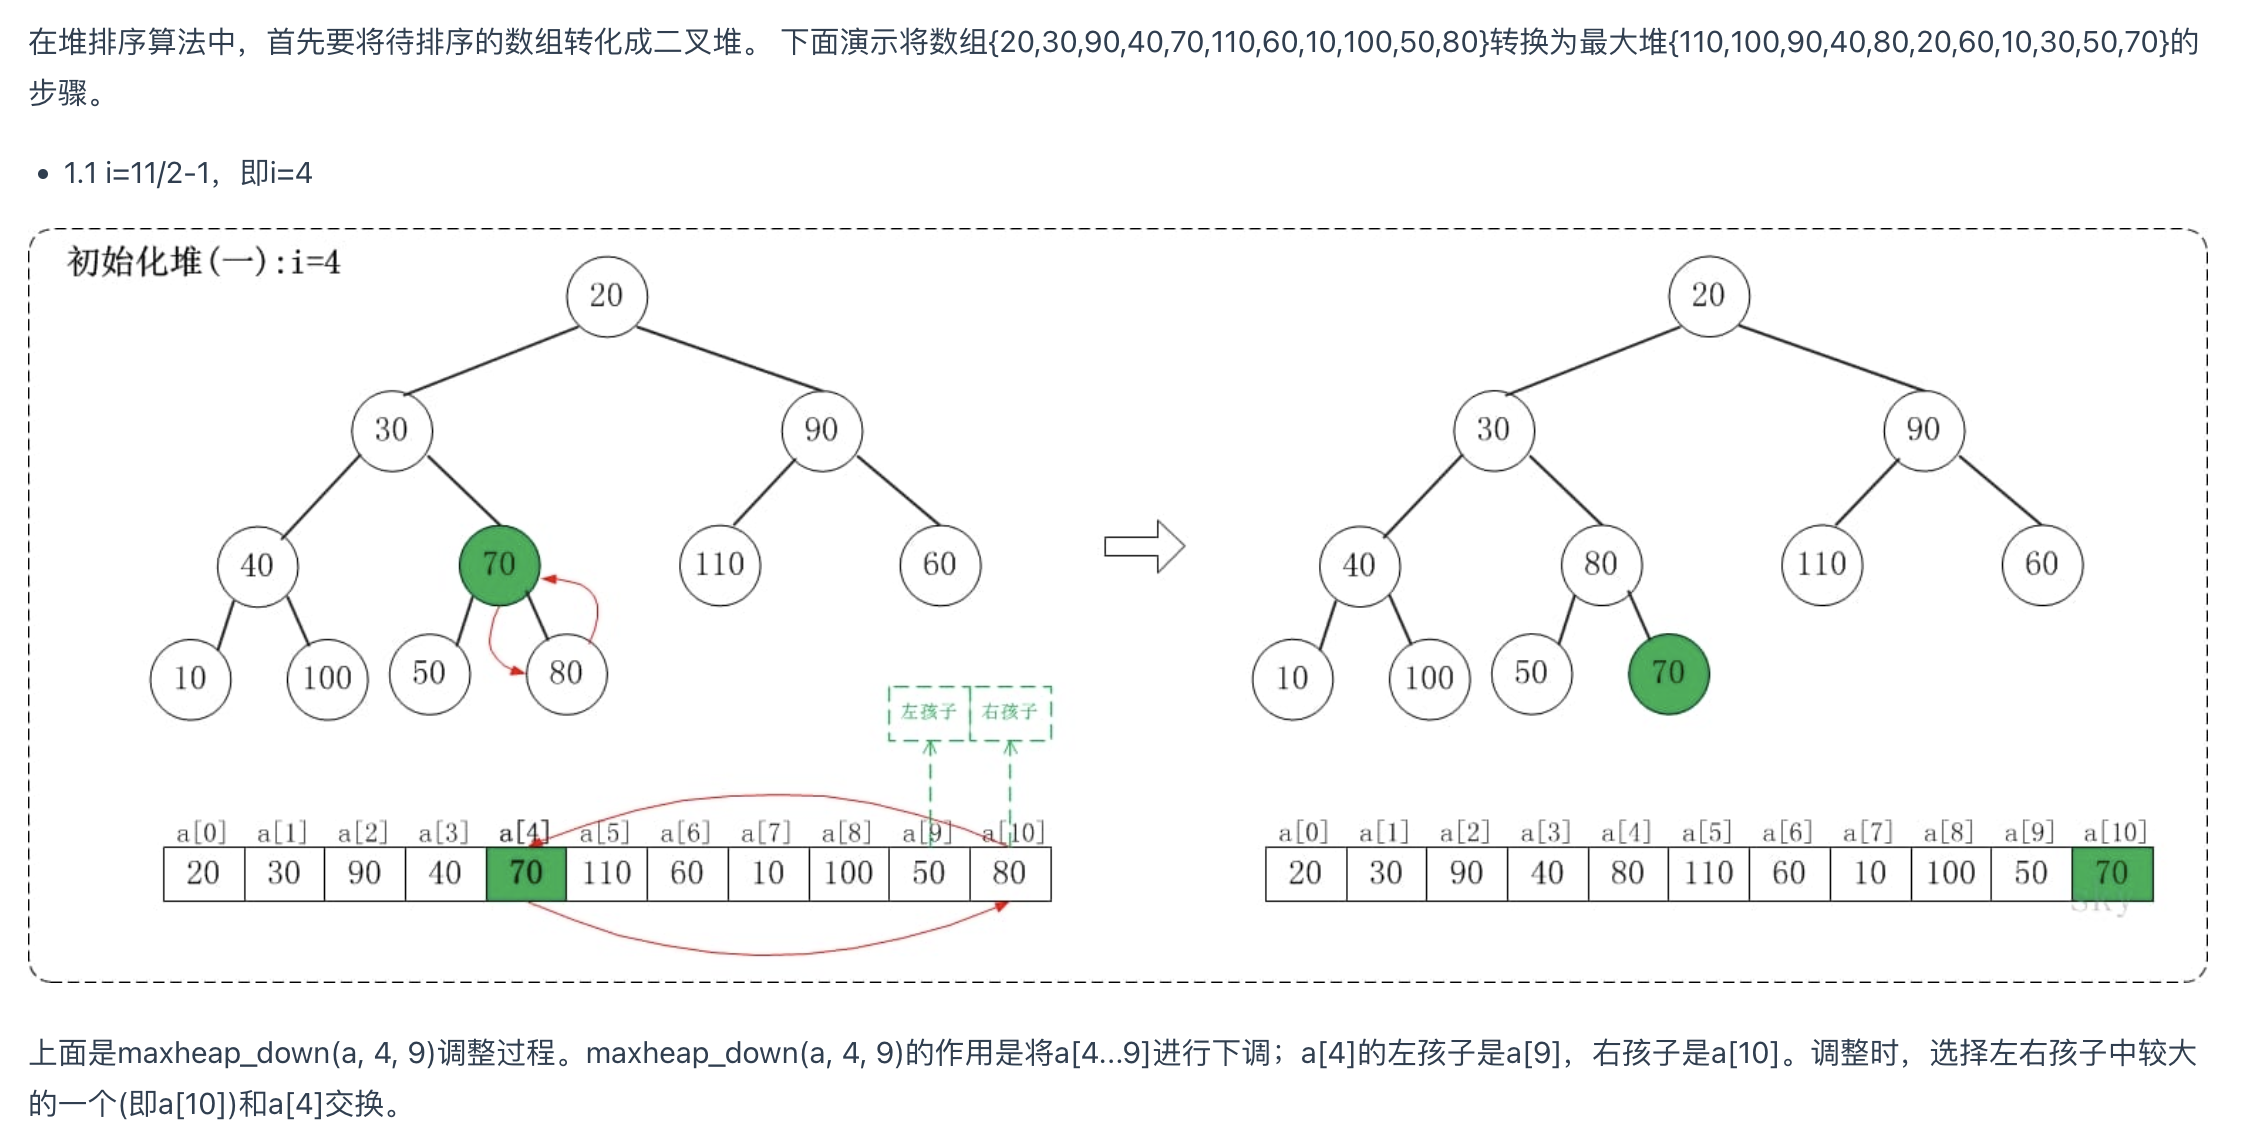 在堆排序算法中，首先要将待排序的数组转化成二叉堆。 下面演示将数组{20,30,90,40,70,110,60,10,100,50,80}转换为最大堆{110,100,90,40,80,20,60,10,30,50,70}的
步骤。
• 1.1 i=11/2-1，即i=4
初始化堆(一):i=4
20
30 90
40 70 110 60
10 100 50 80
左孩子 右孩子
a[0] a[1] a[2] a[3] a[4] a[5] a[6] a[7] a[8] a[9] a[10]
20 30 90 40 70 110 60 10 100 50 80
20
30 90
40 80 110 60
10 100 50 70
a[0] a[1] a[2] a[3] a[4] a[5] a[6] a[7] a[8] a[9] a[10]
20 30 90 40 80 110 60 10 100 50 70
Sky
上面是maxheap_down(a, 4, 9)调整过程。maxheap_down(a, 4, 9)的作用是将a[4...9]进行下调；a[4]的左孩子是a[9]，右孩子是a[10]。调整时，选择左右孩子中较大
的一个(即a[10])和a[4]交换。